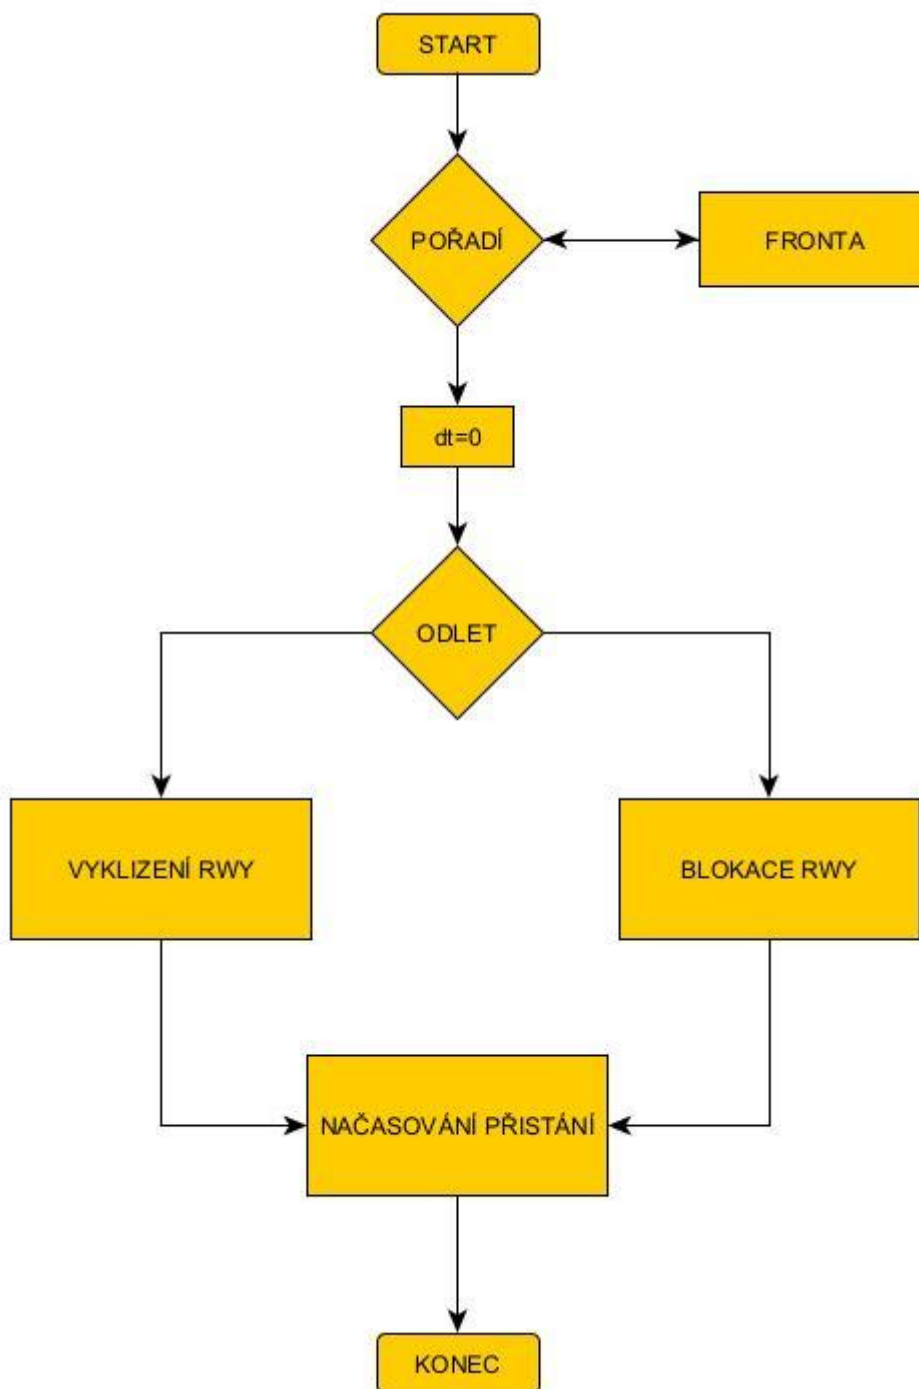 START
POŘADÍ
FRONTA
dt=0
ODLET
VYKLIZENÍ RWY
BLOKACE RWY
NAČASOVÁNÍ PŘISTÁNÍ
KONEC